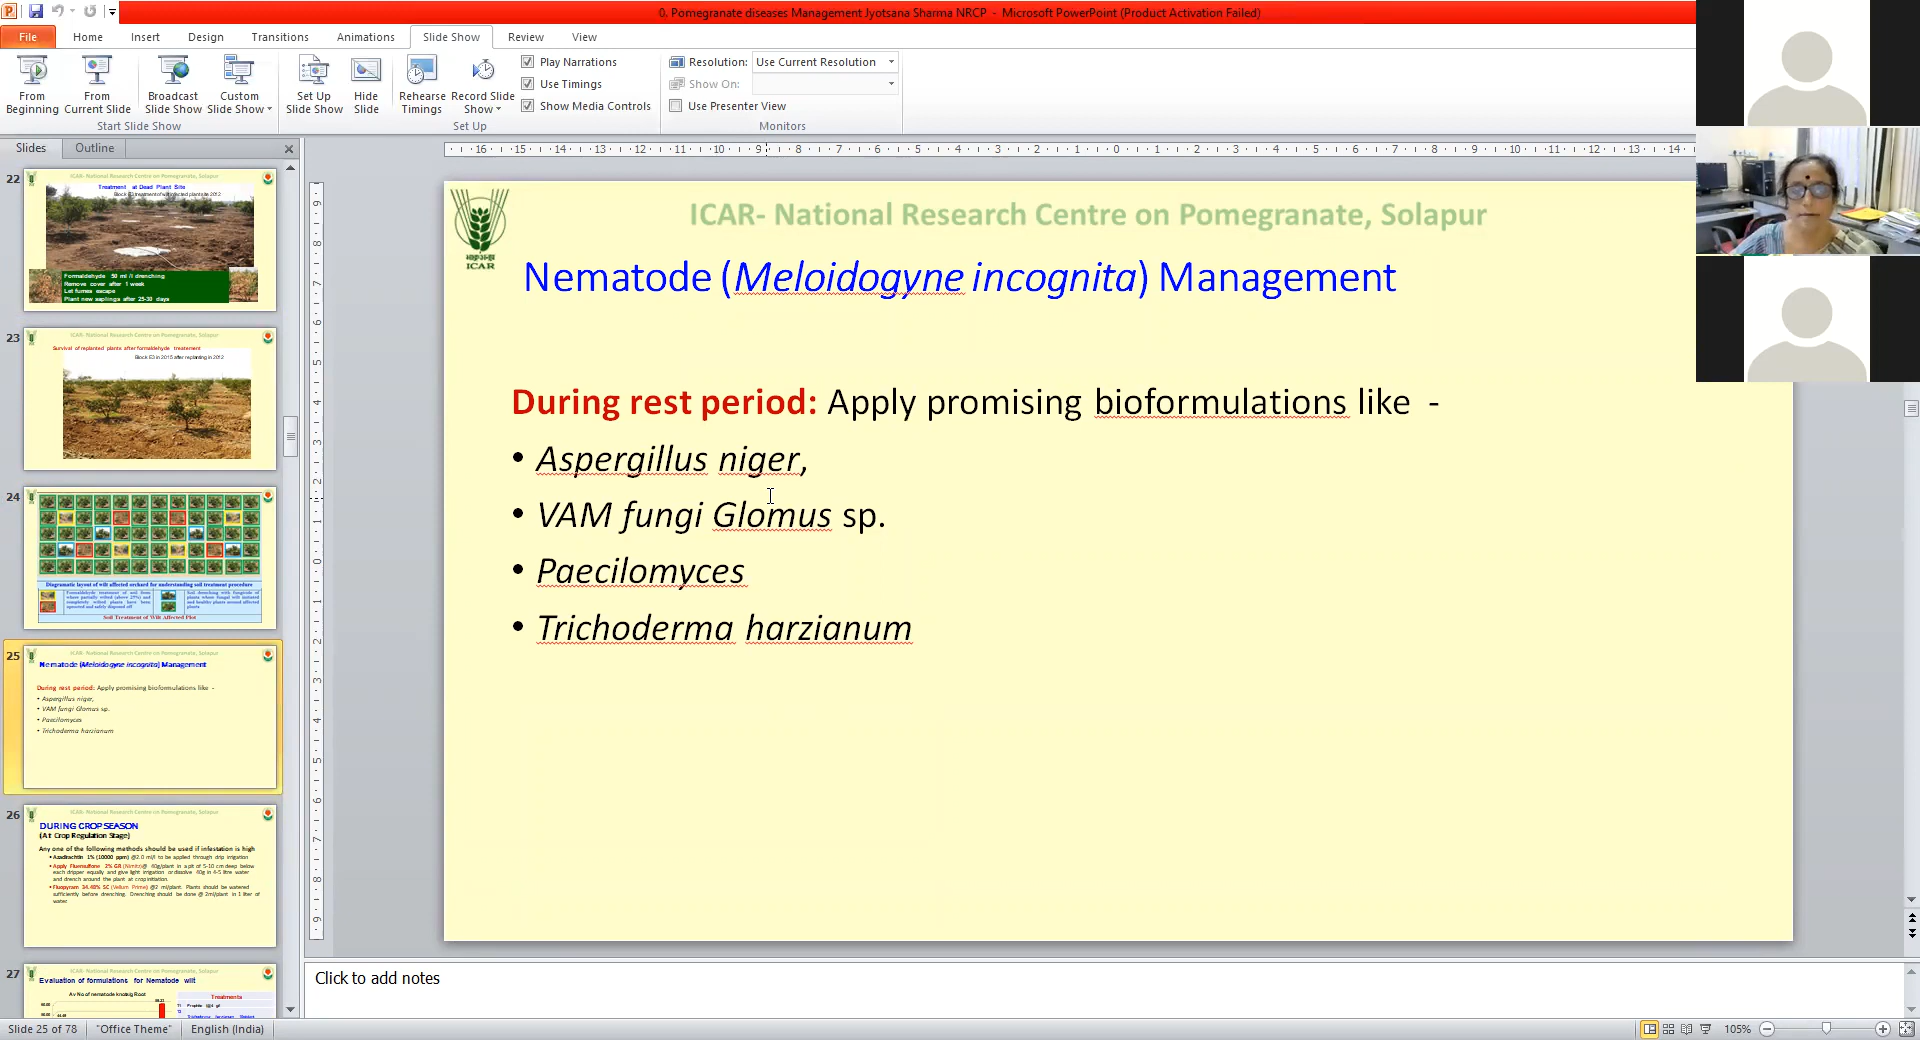 0. Pomegranate diseases Management Jyotsana Sharma NRCP - Microsoft PowerPoint (Product Activation Failed)
File Home Insert Design Transitions Animations Slide Show Review View
From Beginning
From Current Slide
Broadcast Slide Show
Custom Slide Show
Set Up Slide Show
Hide Slide
Rehearse Timings
Record Slide Show
Play Narrations
Use Timings
Show Media Controls
Resolution: Use Current Resolution
Show On:
Use Presenter View
Start Slide Show
Set Up
Monitors
Slides Outline
22
ICAR- National Research Centre on Pomegranate, Solapur
Treatment at Dead Plant Site
Formaldehyde 50 ml /l drenching
Remove cover after 1 week
Let fumes escape
Plant new saplings after 25-30 days
23
ICAR- National Research Centre on Pomegranate, Solapur
Survival of replanted plants after formaldehyde treatement
Block E3 in 2015 after replanting in 2012
24
Diagramatic layout of wilt affected orchard for understanding soil treatment procedure
Soil Treatment of Wilt Affected Plot
25
Nematode (Meloidogyne incognita) Management
During rest period: Apply promising bioformulations like -
• Aspergillus niger,
• VAM fungi Glomus sp.
• Paecilomyces
• Trichoderma harzianum
26
ICAR- National Research Centre on Pomegranate, Solapur
DURING CROP SEASON
(At Crop Regulation Stage)
Any one of the following methods should be used if infestation is high
• Azadirachtin 1% (10000 ppm) @2.0 ml/l to be applied through drip irrigation
• Apply Fluensulfone 2% GR (Nimitz)@ 40g/plant in a pit of 5-10 cm deep below
each dripper equally and give light irrigation or dissolve 40g in 4-5 litre water
and drench around the plant at crop initiation.
• Fluopyram 34.48% SC (Velum Prime) @2 ml/plant. Plants should be watered
sufficiently before drenching. Drenching should be done @ 2ml/plant in 1 liter of
water.
27
ICAR- National Research Centre on Pomegranate, Solapur
Evaluation of formulations for Nematode wilt
Av No of nematode knots/g Root
Treatments
ICAR- National Research Centre on Pomegranate, Solapur
ICAR
Nematode (Meloidogyne incognita) Management
During rest period: Apply promising bioformulations like -
• Aspergillus niger,
• VAM fungi Glomus sp.
• Paecilomyces
• Trichoderma harzianum
Click to add notes
Slide 25 of 78 "Office Theme" English (India)
105%